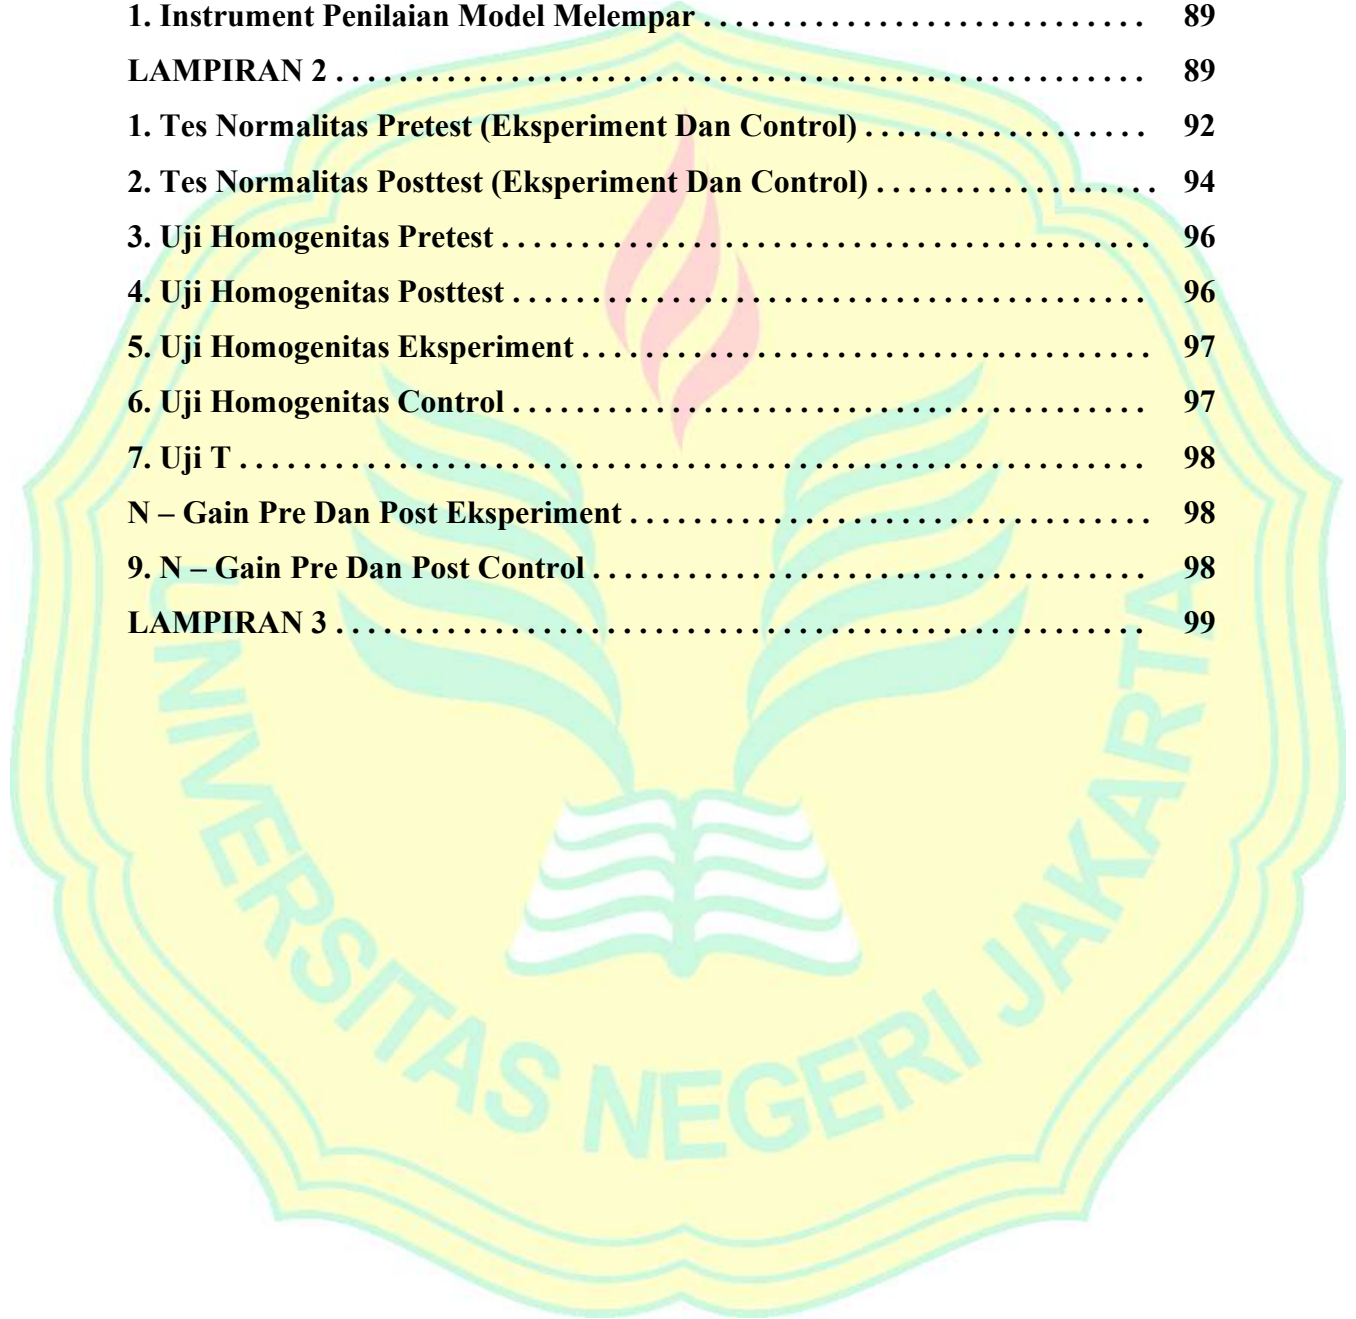 1. Instrument Penilaian Model Melempar . . . . . . . . . . . . . . . . . . . . . . . . . . . . 89
LAMPIRAN 2 . . . . . . . . . . . . . . . . . . . . . . . . . . . . . . . . . . . . . . . . . . . . . . . . . . . 89
1. Tes Normalitas Pretest (Eksperiment Dan Control) . . . . . . . . . . . . . . . . . . 92
2. Tes Normalitas Posttest (Eksperiment Dan Control) . . . . . . . . . . . . . . . . . . 94
3. Uji Homogenitas Pretest . . . . . . . . . . . . . . . . . . . . . . . . . . . . . . . . . . . . . . . . . 96
4. Uji Homogenitas Posttest . . . . . . . . . . . . . . . . . . . . . . . . . . . . . . . . . . . . . . . . 96
5. Uji Homogenitas Eksperiment . . . . . . . . . . . . . . . . . . . . . . . . . . . . . . . . . . . . 97
6. Uji Homogenitas Control . . . . . . . . . . . . . . . . . . . . . . . . . . . . . . . . . . . . . . . . 97
7. Uji T . . . . . . . . . . . . . . . . . . . . . . . . . . . . . . . . . . . . . . . . . . . . . . . . . . . . . . . . . 98
N – Gain Pre Dan Post Eksperiment . . . . . . . . . . . . . . . . . . . . . . . . . . . . . . . . . 98
9. N – Gain Pre Dan Post Control . . . . . . . . . . . . . . . . . . . . . . . . . . . . . . . . . . . 98
LAMPIRAN 3 . . . . . . . . . . . . . . . . . . . . . . . . . . . . . . . . . . . . . . . . . . . . . . . . . . . 99
UNIVERSITAS NEGERI JAKARTA